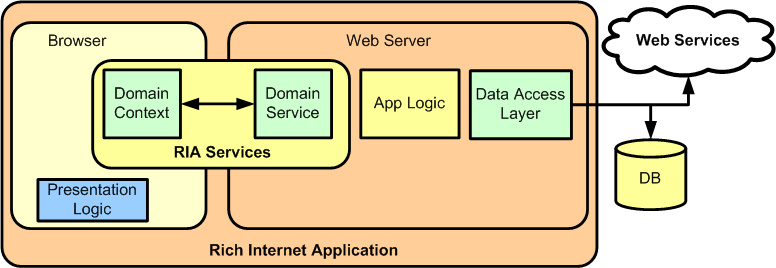 Browser
Web Server
Web Services
Domain
Context
Domain
Service
App Logic
Data Access
Layer
RIA Services
Presentation
Logic
DB
Rich Internet Application